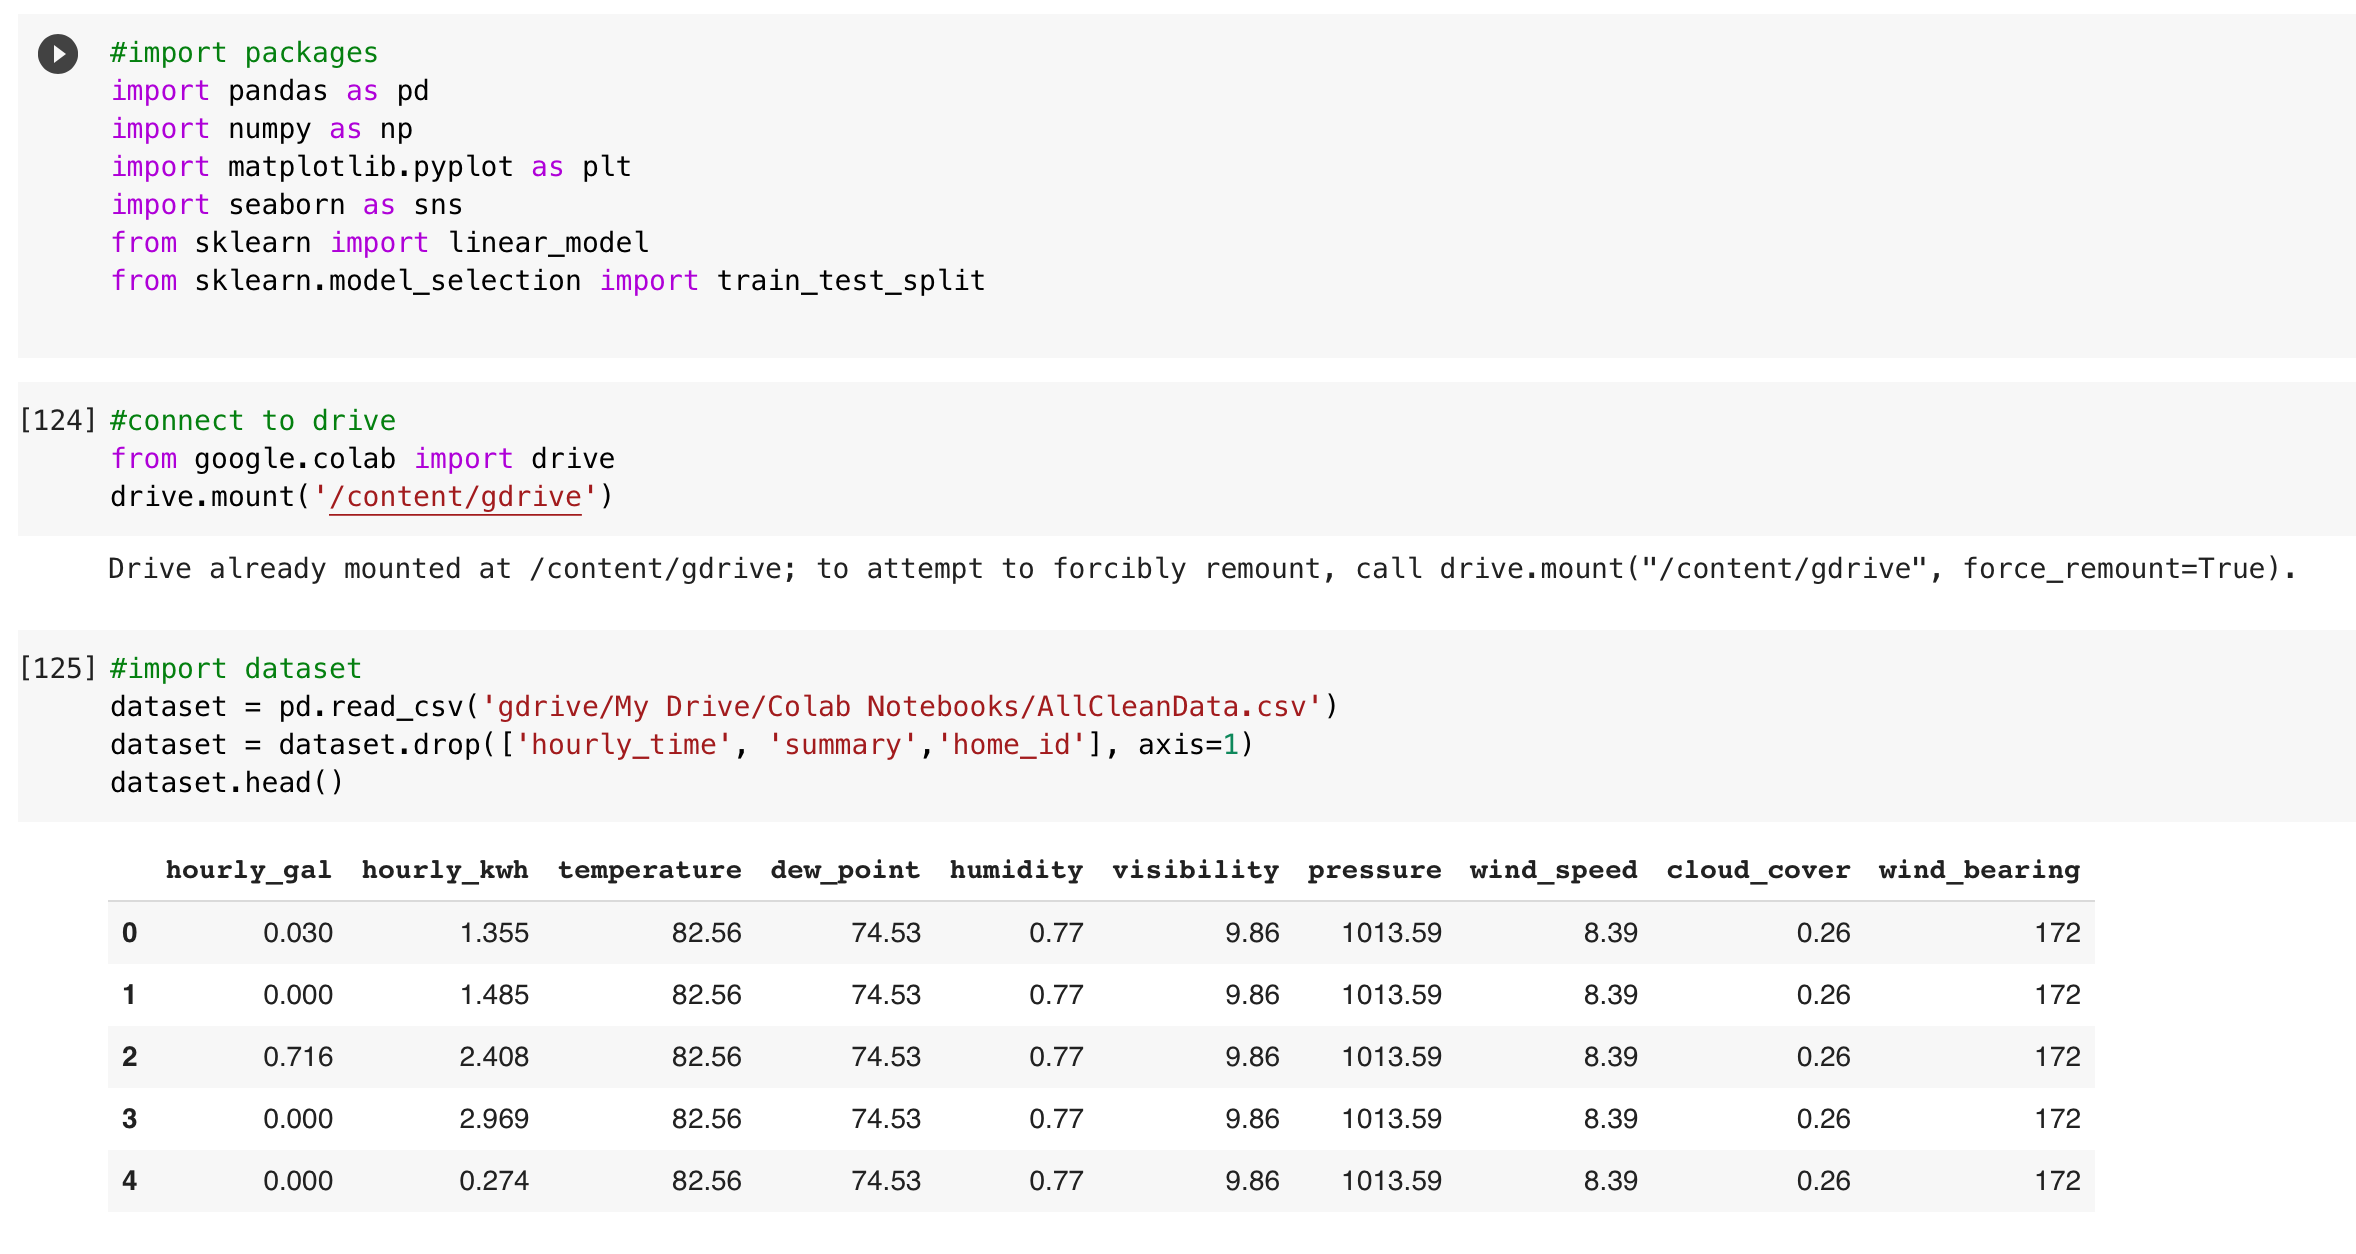 #import packages
import pandas as pd
import numpy as np
import matplotlib.pyplot as plt
import seaborn as sns
from sklearn import linear_model
from sklearn.model_selection import train_test_split
[124] #connect to drive
from google.colab import drive
drive.mount('/content/gdrive')
Drive already mounted at /content/gdrive; to attempt to forcibly remount, call drive.mount("/content/gdrive", force_remount=True).
[125] #import dataset
dataset = pd.read_csv('gdrive/My Drive/Colab Notebooks/AllCleanData.csv')
dataset = dataset.drop(['hourly_time', 'summary','home_id'], axis=1)
dataset.head()
hourly_gal hourly_kwh temperature dew_point humidity visibility pressure wind_speed cloud_cover wind_bearing
0 0.030 1.355 82.56 74.53 0.77 9.86 1013.59 8.39 0.26 172
1 0.000 1.485 82.56 74.53 0.77 9.86 1013.59 8.39 0.26 172
2 0.716 2.408 82.56 74.53 0.77 9.86 1013.59 8.39 0.26 172
3 0.000 2.969 82.56 74.53 0.77 9.86 1013.59 8.39 0.26 172
4 0.000 0.274 82.56 74.53 0.77 9.86 1013.59 8.39 0.26 172